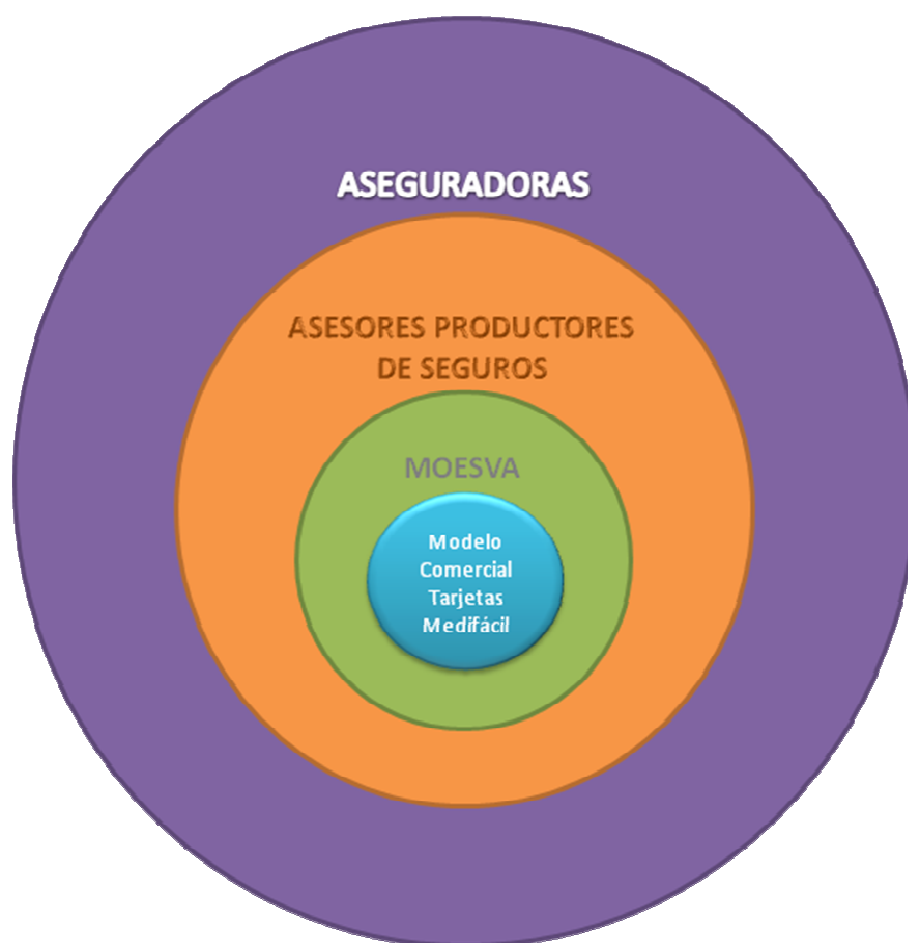 ASEGURADORAS
ASESORES PRODUCTORES
DE SEGUROS
MOESVA
Modelo
Comercial
Tarjetas
Medifácil